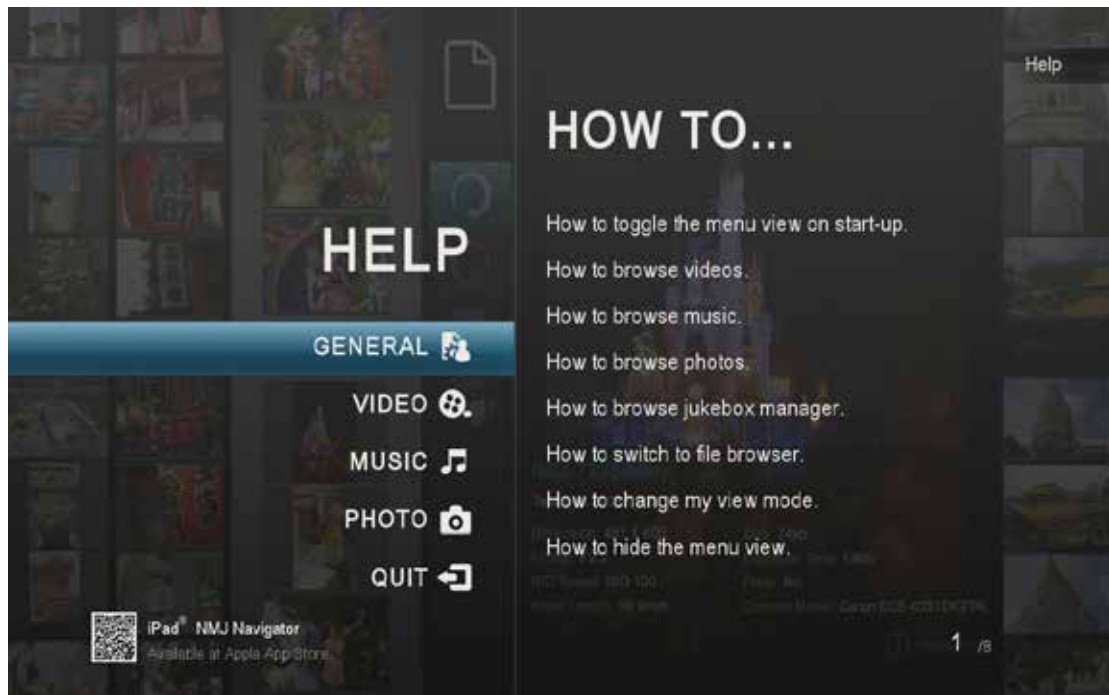 Help
HELP
GENERAL
VIDEO
MUSIC
PHOTO
QUIT
iPad® NMJ Navigator
Available at Apple App Store.
HOW TO...
How to toggle the menu view on start-up.
How to browse videos.
How to browse music.
How to browse photos.
How to browse jukebox manager.
How to switch to file browser.
How to change my view mode.
How to hide the menu view.
1